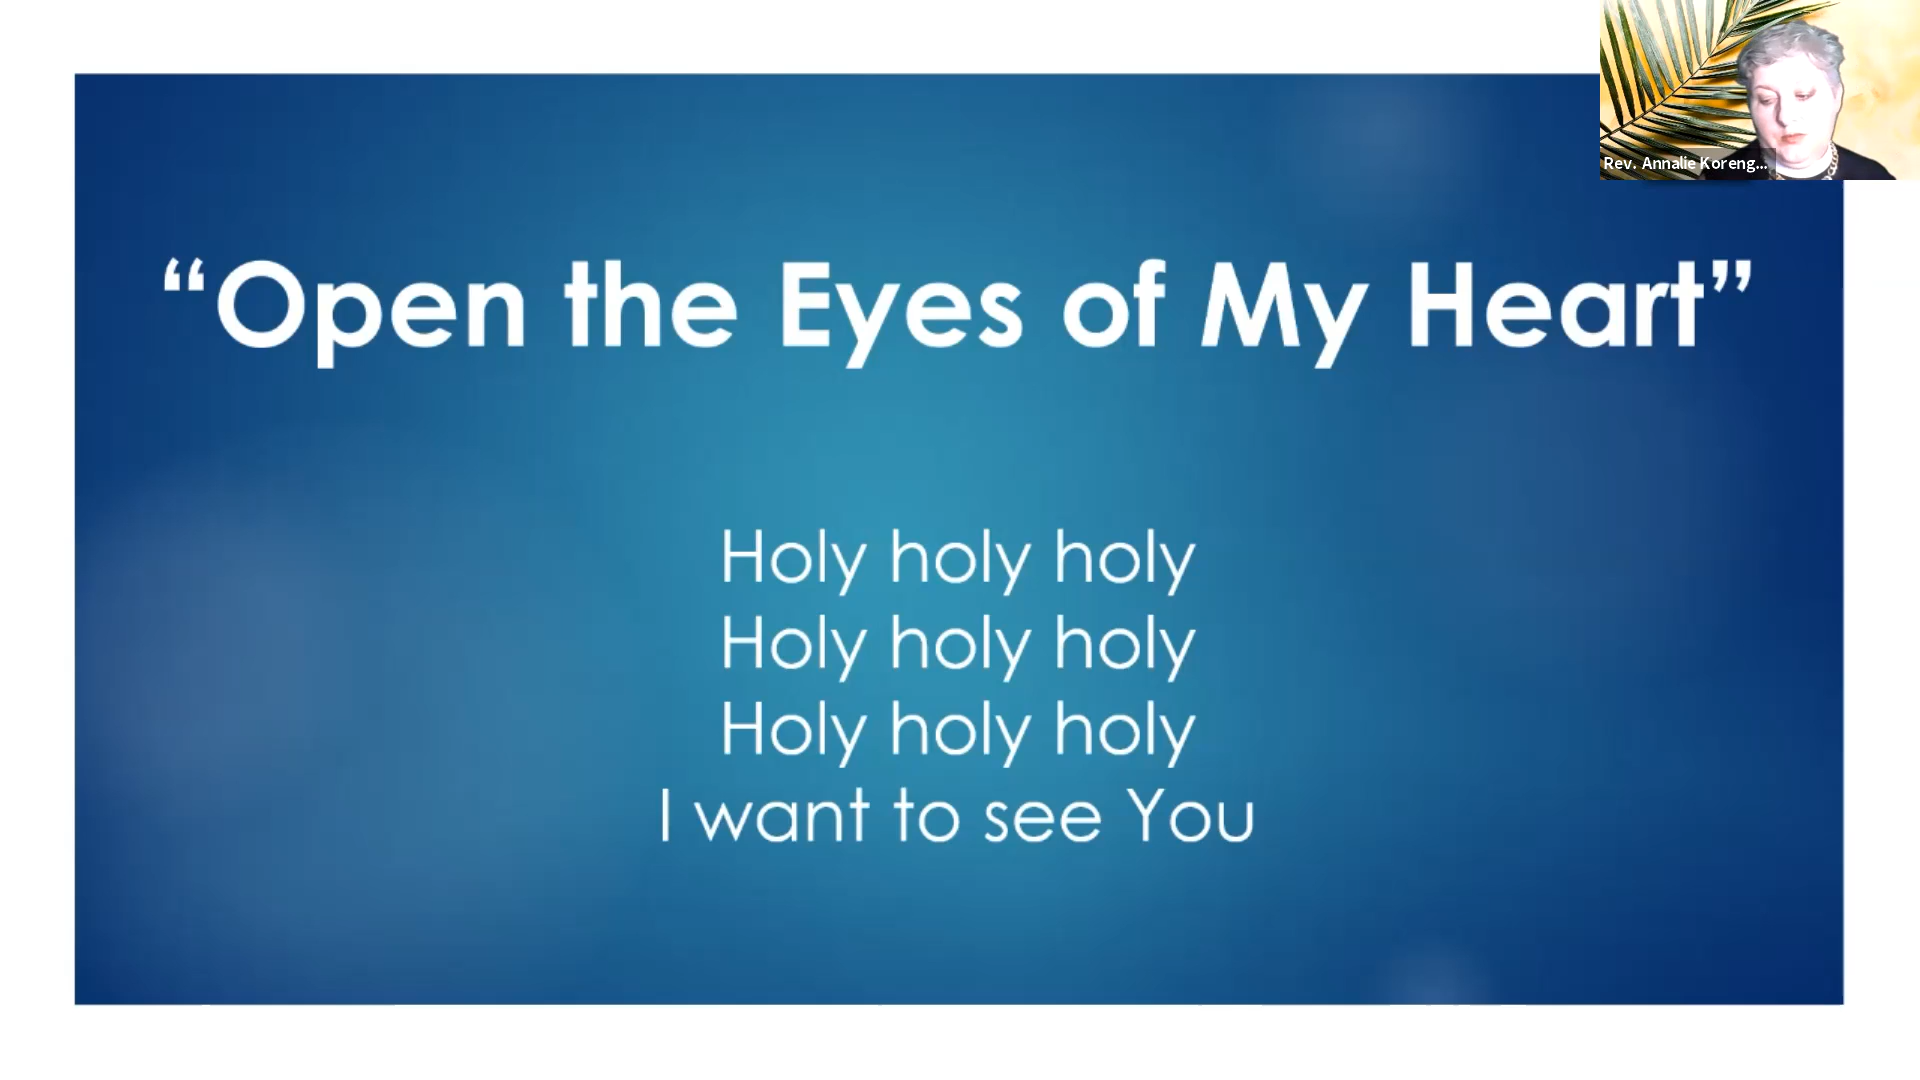 “Open the Eyes of My Heart”
Holy holy holy
Holy holy holy
Holy holy holy
I want to see You
Rev. Annalie Koreng...